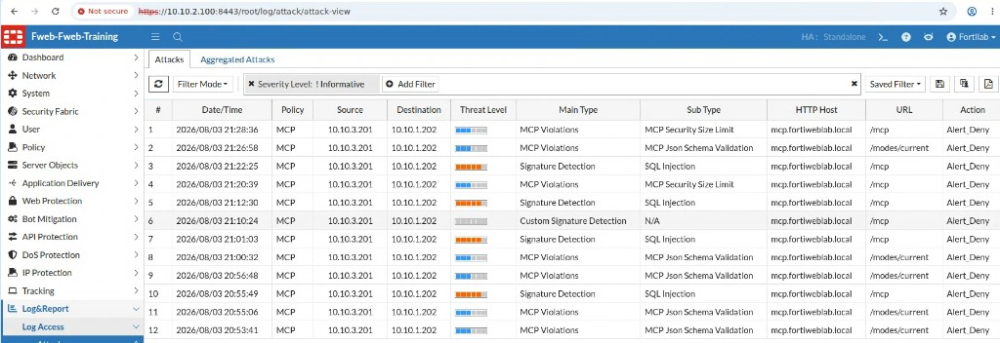 Not secure https://10.10.2.100:8443/root/log/attack/attack-view
Fweb-Fweb-Training HA : Standalone Fortilab
Dashboard
Network
System
Security Fabric
User
Policy
Server Objects
Application Delivery
Web Protection
Bot Mitigation
API Protection
DoS Protection
IP Protection
Tracking
Log&Report
Log Access
Attacks Aggregated Attacks
Filter Mode Severity Level: ! Informative Add Filter Saved Filter
# Date/Time Policy Source Destination Threat Level Main Type Sub Type HTTP Host URL Action
1 2026/08/03 21:28:36 MCP 10.10.3.201 10.10.1.202 MCP Violations MCP Security Size Limit mcp.fortiweblab.local /mcp Alert_Deny
2 2026/08/03 21:26:58 MCP 10.10.3.201 10.10.1.202 MCP Violations MCP Json Schema Validation mcp.fortiweblab.local /modes/current Alert_Deny
3 2026/08/03 21:22:25 MCP 10.10.3.201 10.10.1.202 Signature Detection SQL Injection mcp.fortiweblab.local /mcp Alert_Deny
4 2026/08/03 21:20:39 MCP 10.10.3.201 10.10.1.202 MCP Violations MCP Security Size Limit mcp.fortiweblab.local /mcp Alert_Deny
5 2026/08/03 21:12:30 MCP 10.10.3.201 10.10.1.202 Signature Detection SQL Injection mcp.fortiweblab.local /mcp Alert_Deny
6 2026/08/03 21:10:24 MCP 10.10.3.201 10.10.1.202 Custom Signature Detection N/A mcp.fortiweblab.local /mcp Alert_Deny
7 2026/08/03 21:01:03 MCP 10.10.3.201 10.10.1.202 Signature Detection SQL Injection mcp.fortiweblab.local /mcp Alert_Deny
8 2026/08/03 21:00:32 MCP 10.10.3.201 10.10.1.202 MCP Violations MCP Json Schema Validation mcp.fortiweblab.local /modes/current Alert_Deny
9 2026/08/03 20:56:48 MCP 10.10.3.201 10.10.1.202 MCP Violations MCP Json Schema Validation mcp.fortiweblab.local /modes/current Alert_Deny
10 2026/08/03 20:55:49 MCP 10.10.3.201 10.10.1.202 Signature Detection SQL Injection mcp.fortiweblab.local /mcp Alert_Deny
11 2026/08/03 20:55:06 MCP 10.10.3.201 10.10.1.202 MCP Violations MCP Json Schema Validation mcp.fortiweblab.local /modes/current Alert_Deny
12 2026/08/03 20:53:41 MCP 10.10.3.201 10.10.1.202 MCP Violations MCP Json Schema Validation mcp.fortiweblab.local /modes/current Alert_Deny